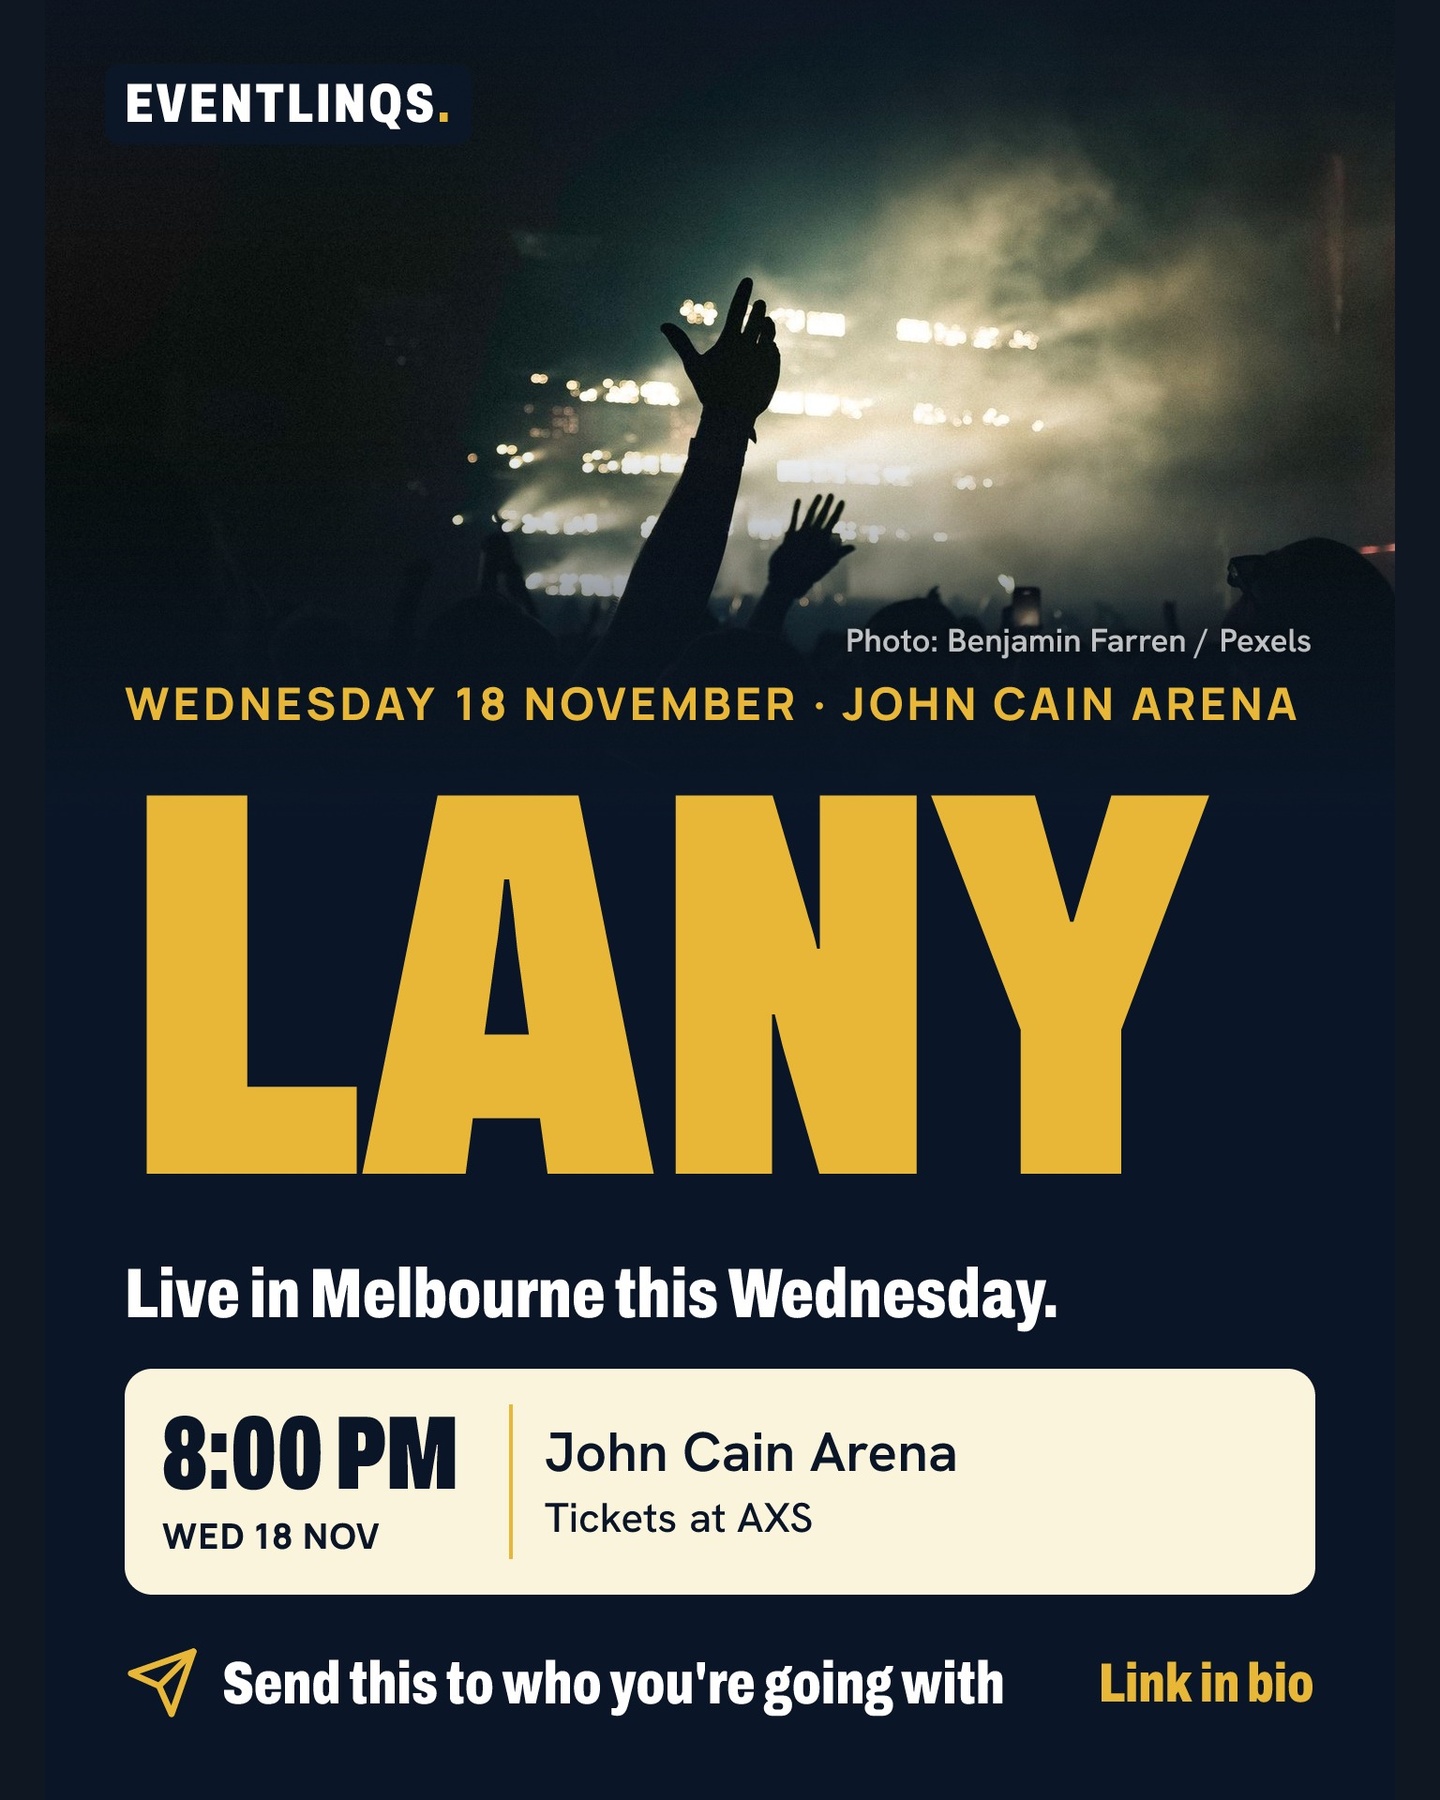 EVENTLINQS.
Photo: Benjamin Farren / Pexels
WEDNESDAY 18 NOVEMBER · JOHN CAIN ARENA
LANY
Live in Melbourne this Wednesday.
8:00 PM
WED 18 NOV
John Cain Arena
Tickets at AXS
Send this to who you're going with
Link in bio